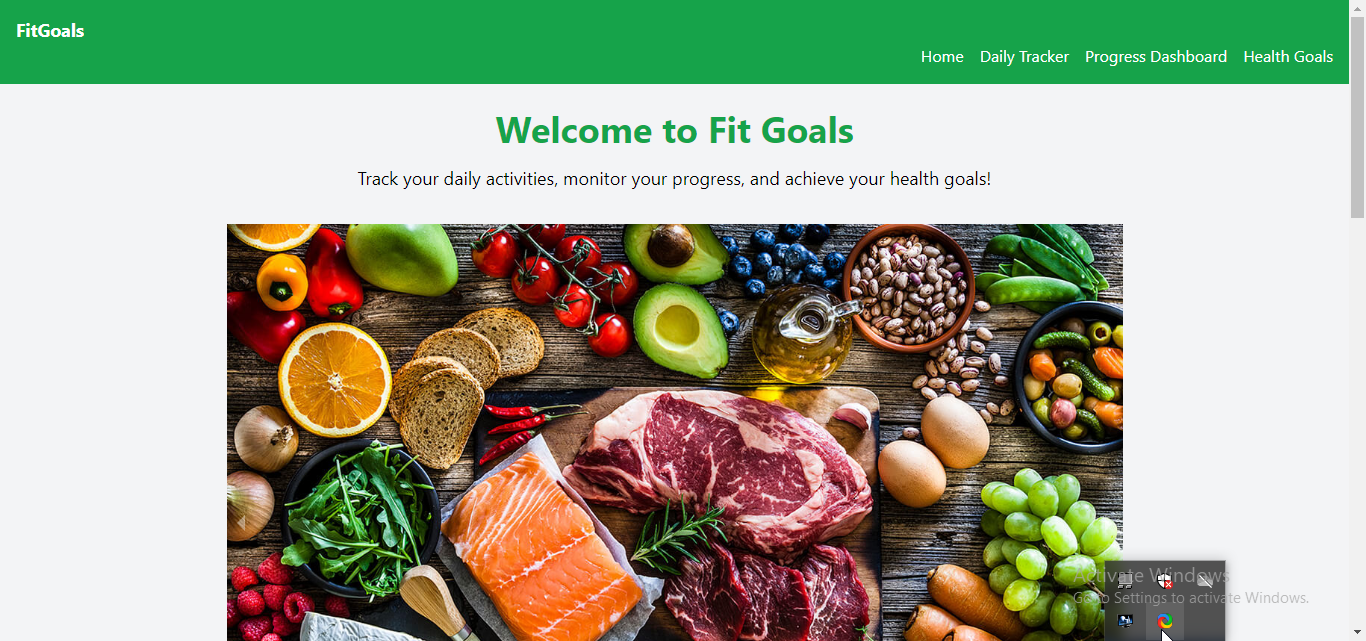 FitGoals
Home Daily Tracker Progress Dashboard Health Goals
Welcome to Fit Goals
Track your daily activities, monitor your progress, and achieve your health goals!
Activate Windows
Go to Settings to activate Windows.